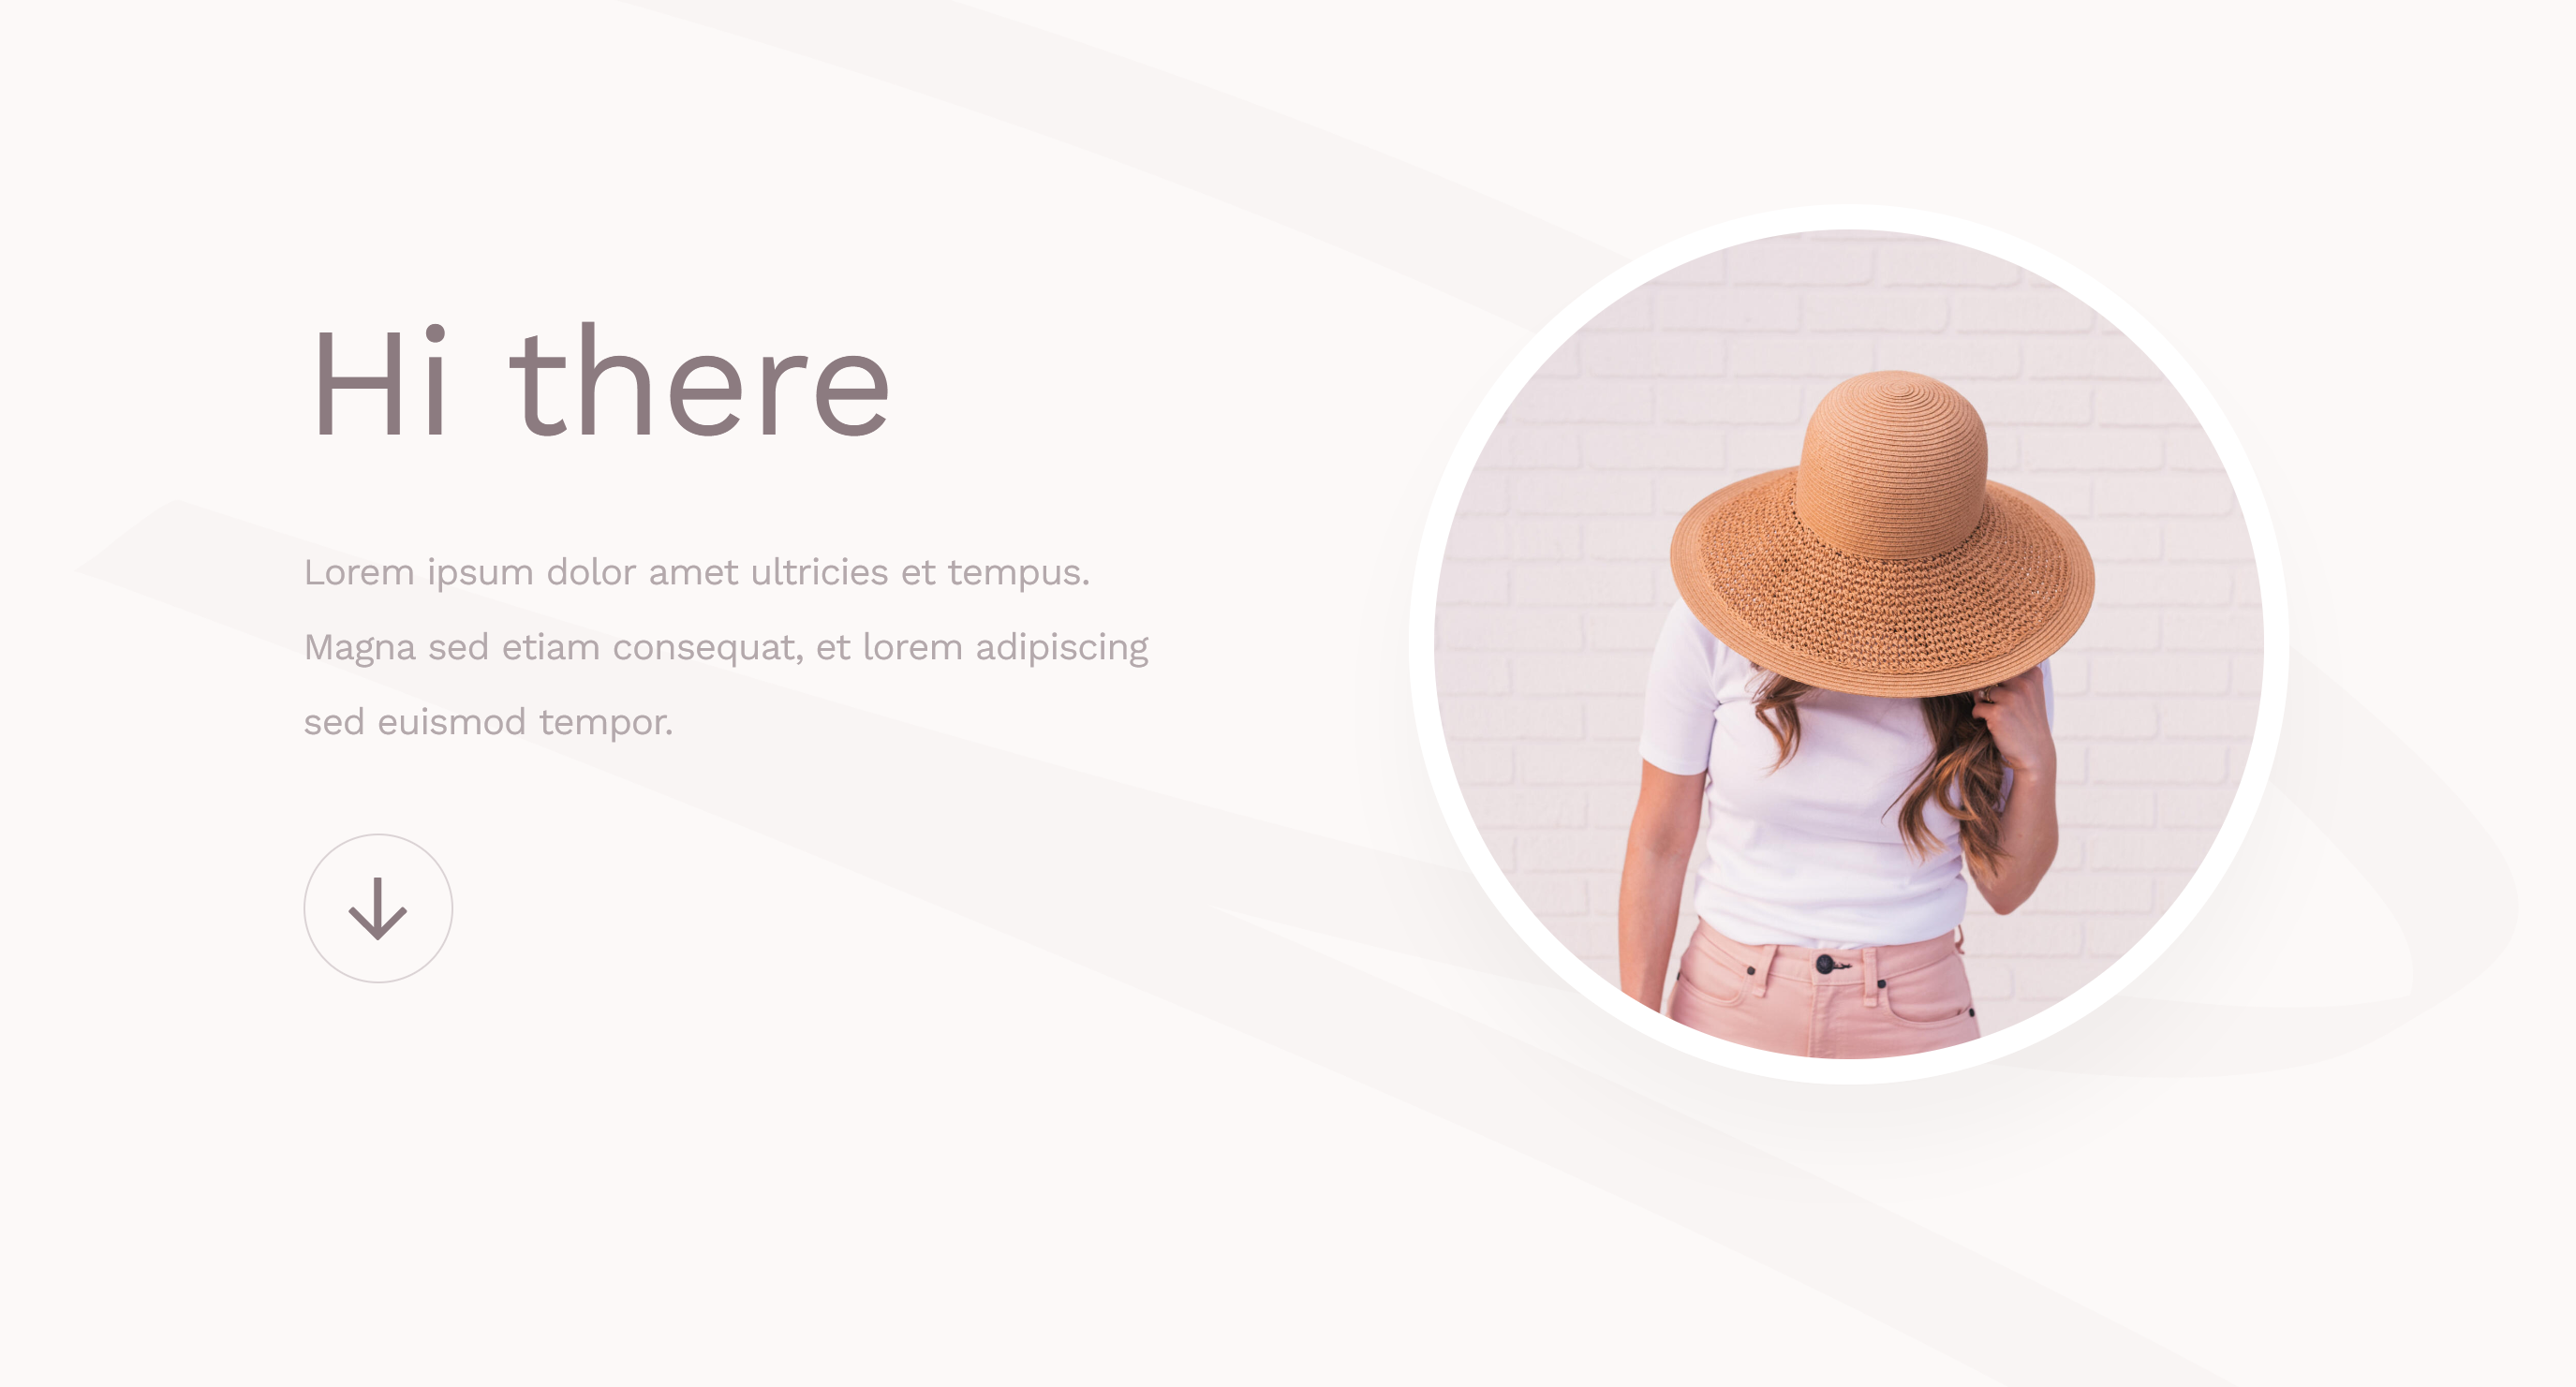 Hi there
Lorem ipsum dolor amet ultricies et tempus.
Magna sed etiam consequat, et lorem adipiscing
sed euismod tempor.